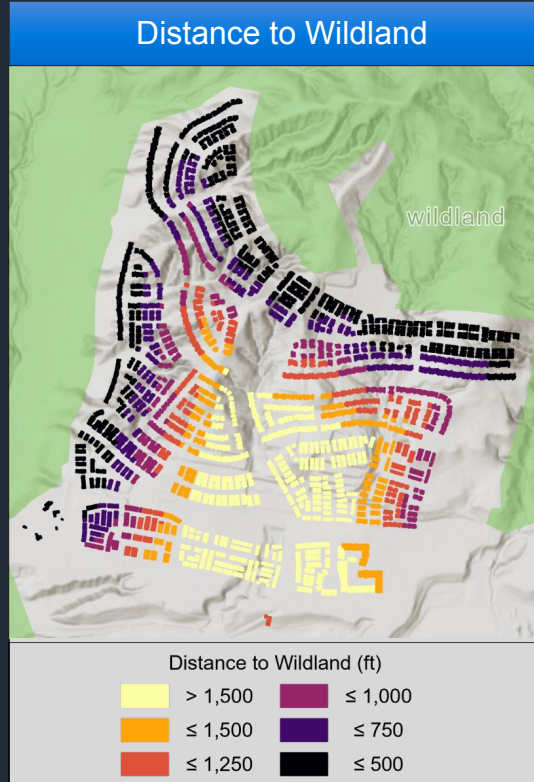 Distance to Wildland
wildland
Distance to Wildland (ft)
> 1,500 ≤ 1,000
≤ 1,500 ≤ 750
≤ 1,250 ≤ 500